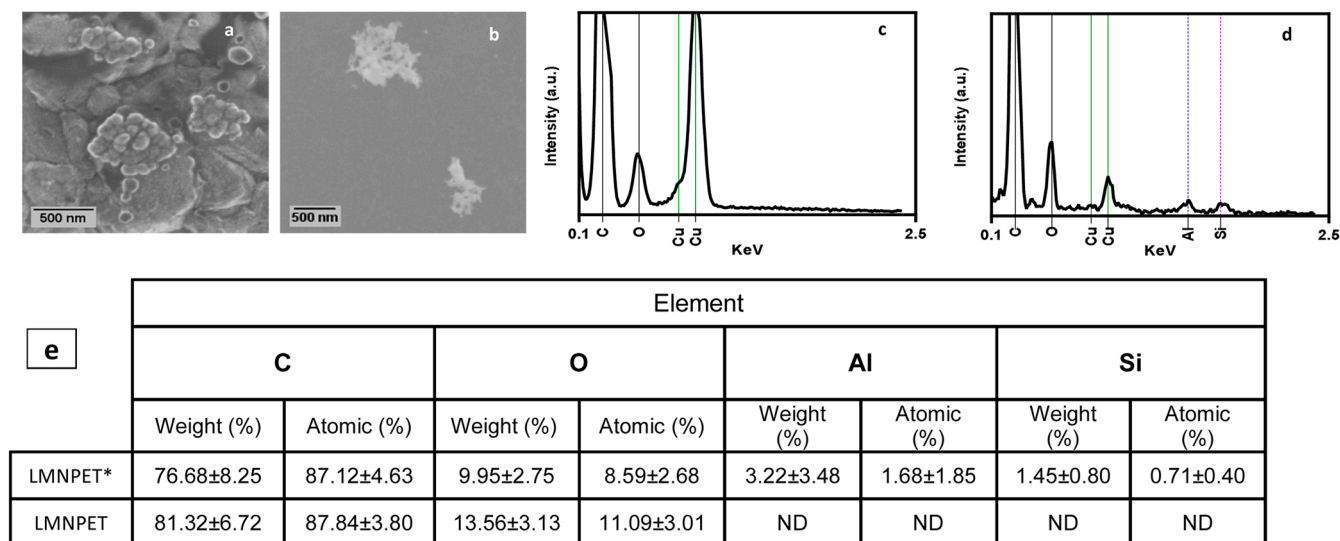 a
500 nm
b
500 nm
c
Intensity (a.u.)
0.1 C O Cu Cu 2.5
KeV
d
Intensity (a.u.)
0.1 C O Cu Cu Al Si 2.5
KeV
e
Element
C O Al Si
Weight (%) Atomic (%) Weight (%) Atomic (%) Weight (%) Atomic (%) Weight (%) Atomic (%)
LMNPET* 76.68±8.25 87.12±4.63 9.95±2.75 8.59±2.68 3.22±3.48 1.68±1.85 1.45±0.80 0.71±0.40
LMNPET 81.32±6.72 87.84±3.80 13.56±3.13 11.09±3.01 ND ND ND ND